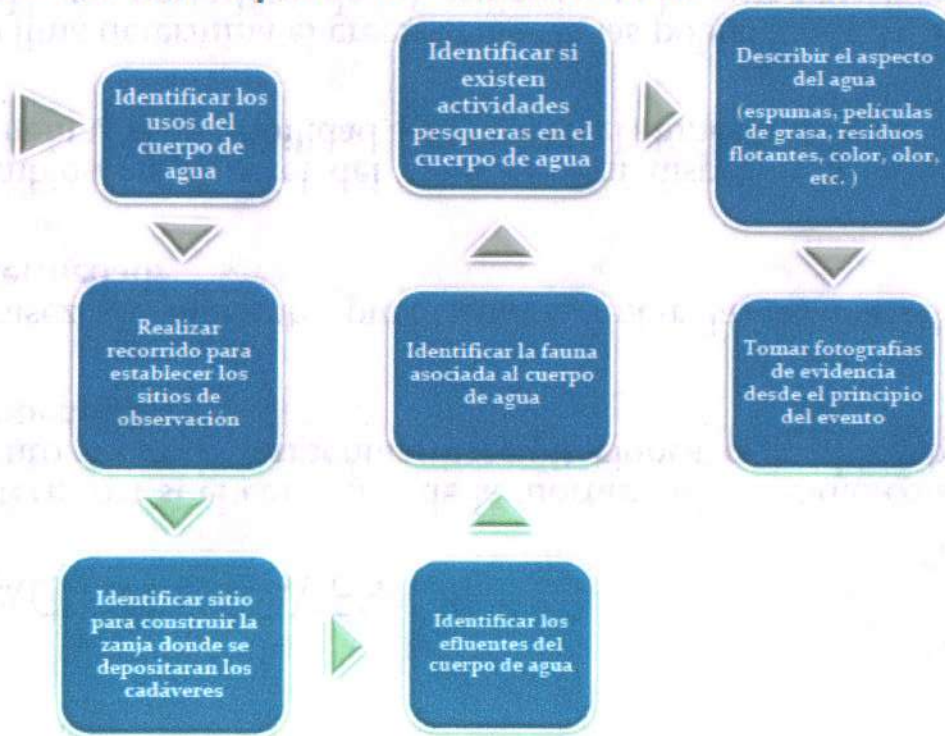 Identificar los
usos del
cuerpo de
agua
Realizar
recorrido para
establecer los
sitios de
observación
Identificar sitio
para construir la
zanja donde se
depositaran los
cadáveres
Identificar los
efluentes del
cuerpo de agua
Identificar la fauna
asociada al cuerpo
de agua
Identificar si
existen
actividades
pesqueras en el
cuerpo de agua
Describir el aspecto
del agua
(espumas, películas
de grasa, residuos
flotantes, color, olor,
etc. )
Tomar fotografías
de evidencia
desde el principio
del evento